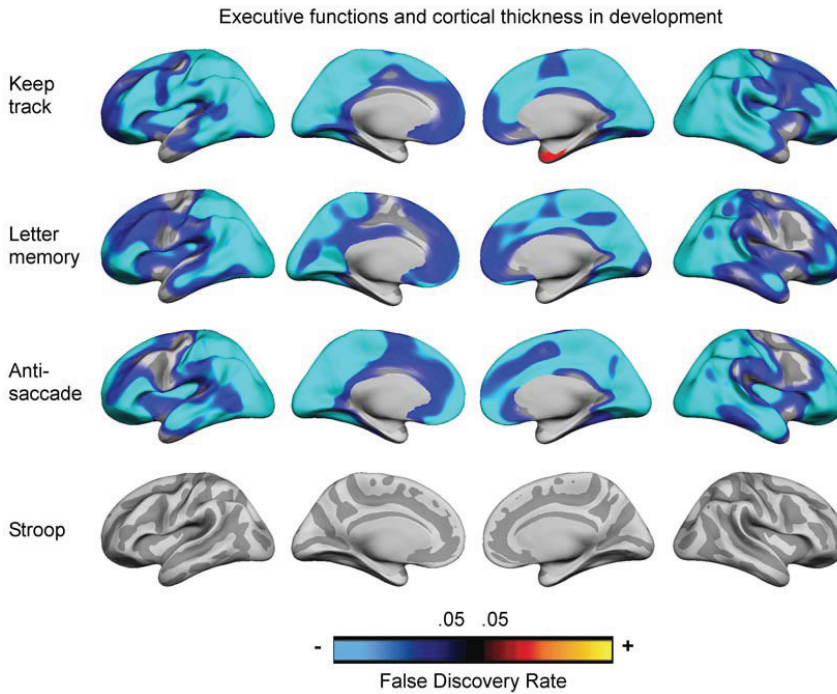 Executive functions and cortical thickness in development
Keep
track
Letter
memory
Anti-
saccade
Stroop
.05 .05
- +
False Discovery Rate